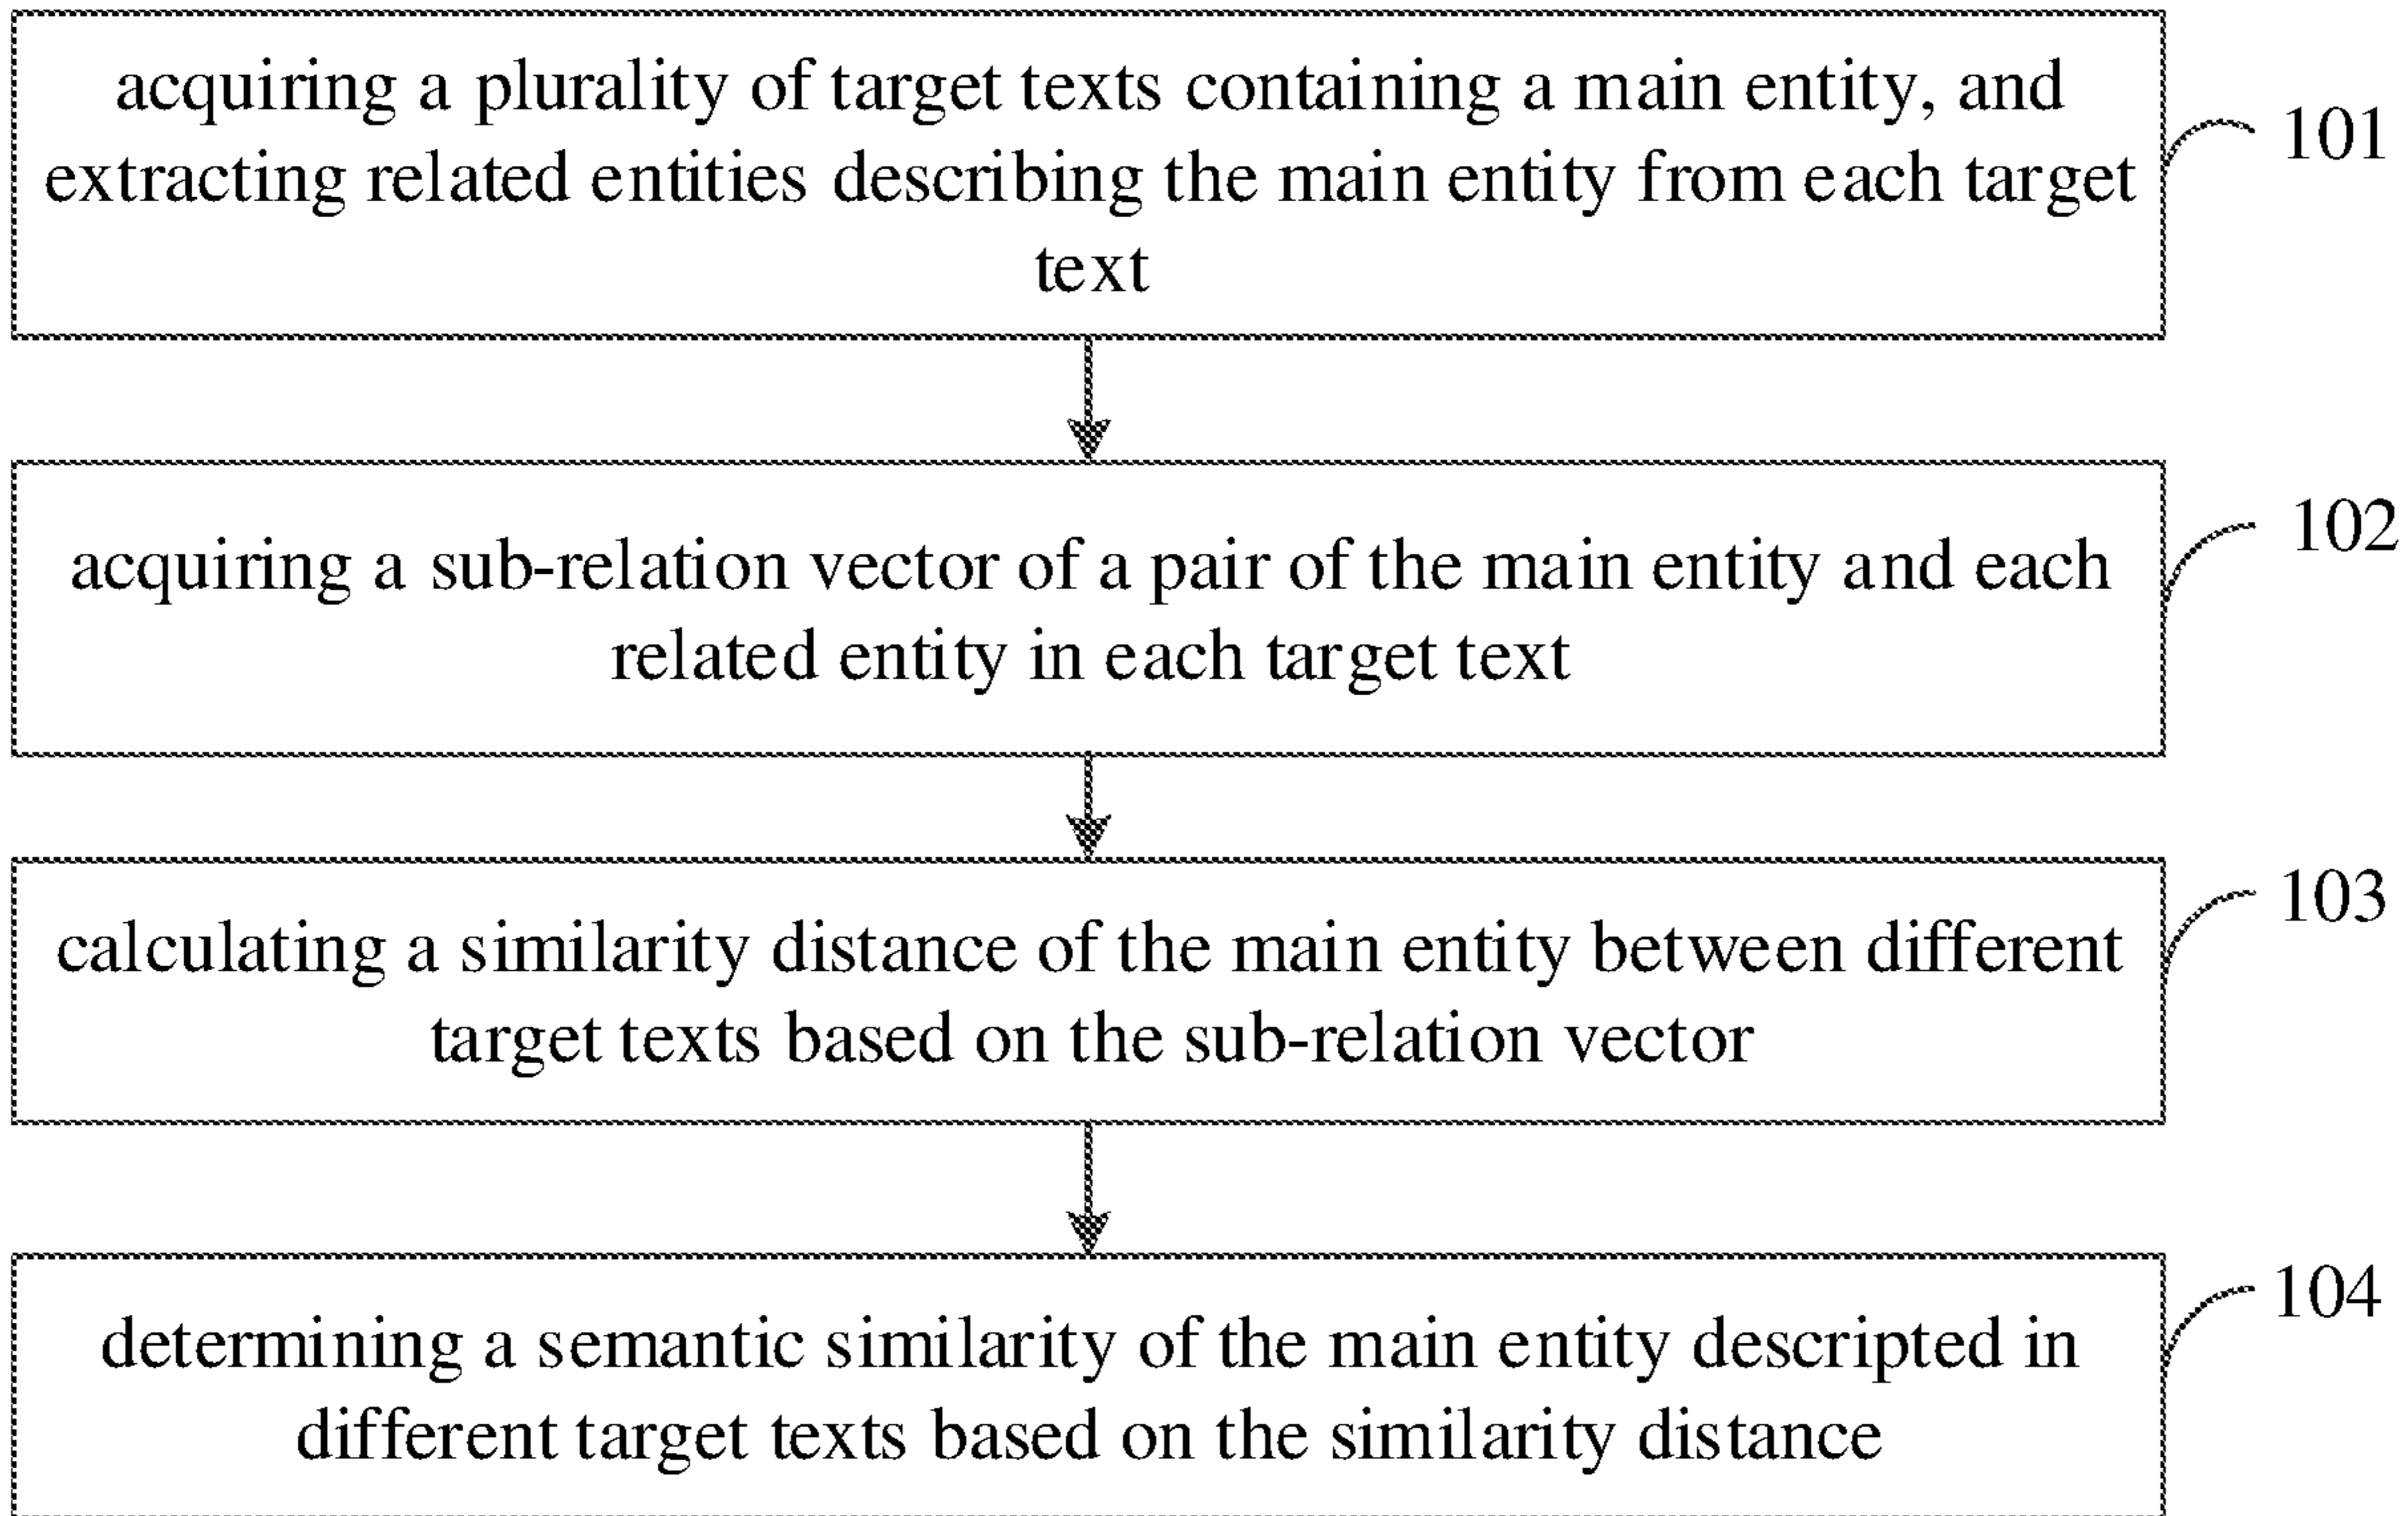 acquiring a plurality of target texts containing a main entity, and
extracting related entities describing the main entity from each target
text
101
acquiring a sub-relation vector of a pair of the main entity and each
related entity in each target text
102
calculating a similarity distance of the main entity between different
target texts based on the sub-relation vector
103
determining a semantic similarity of the main entity descripted in
different target texts based on the similarity distance
104